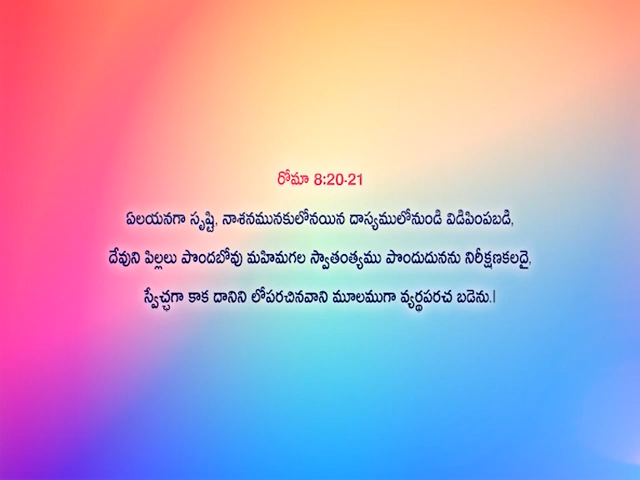 రోమా 8:20-21
ఏలయనగా సృష్టి, నాశనమునకులోనయిన దాస్యములోనుండి విడిపింపబడి,
దేవుని పిల్లలు పొందబోవు మహిమగల స్వాతంత్యము పొందుదునను నిరీక్షణకలదై,
స్వేచ్ఛగా కాక దానిని లోపరచినవాని మూలముగా వ్యర్థపరచ బడెను.|